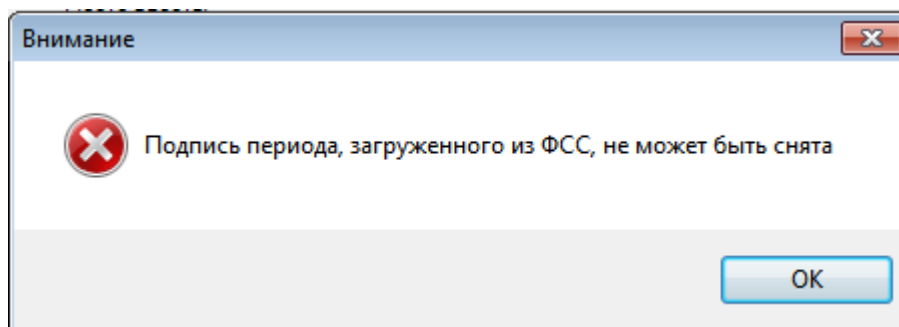 Внимание
Подпись периода, загруженного из ФСС, не может быть снята
OK